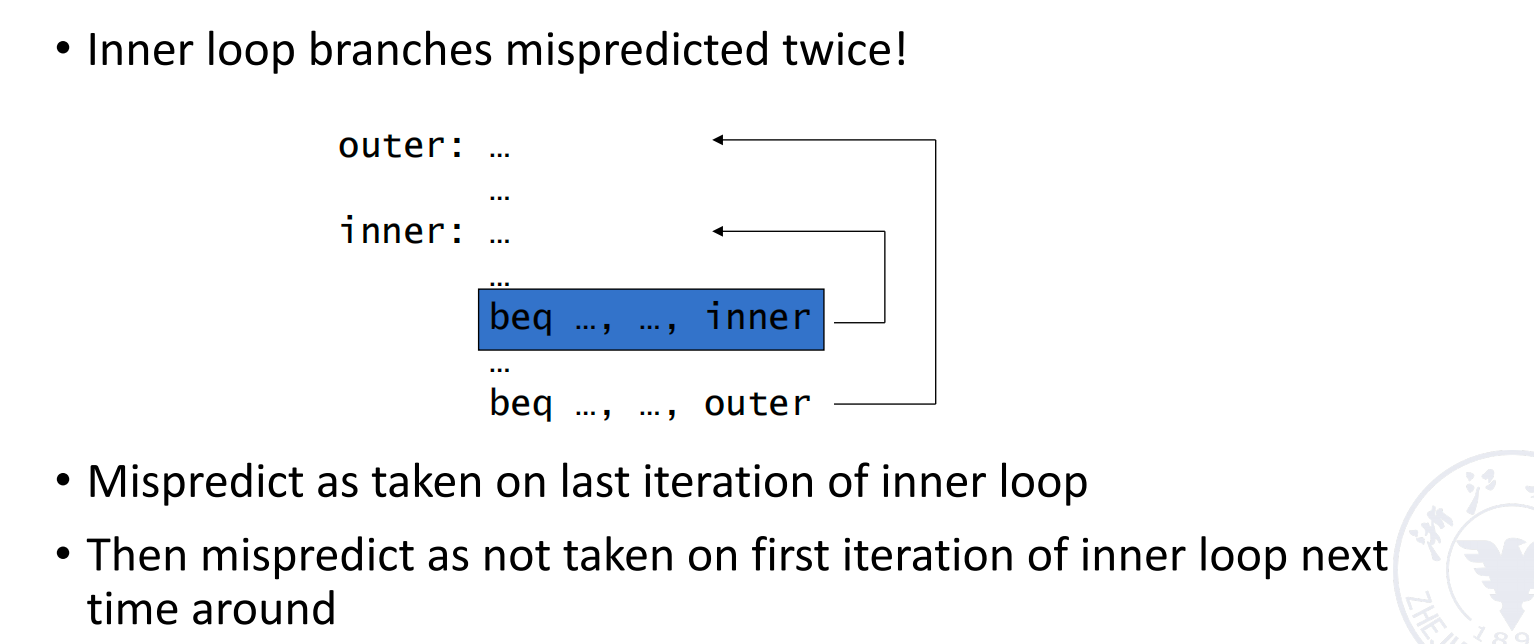 • Inner loop branches mispredicted twice!
outer: …
…
inner: …
…
beq …, …, inner
…
beq …, …, outer
• Mispredict as taken on last iteration of inner loop
• Then mispredict as not taken on first iteration of inner loop next
time around